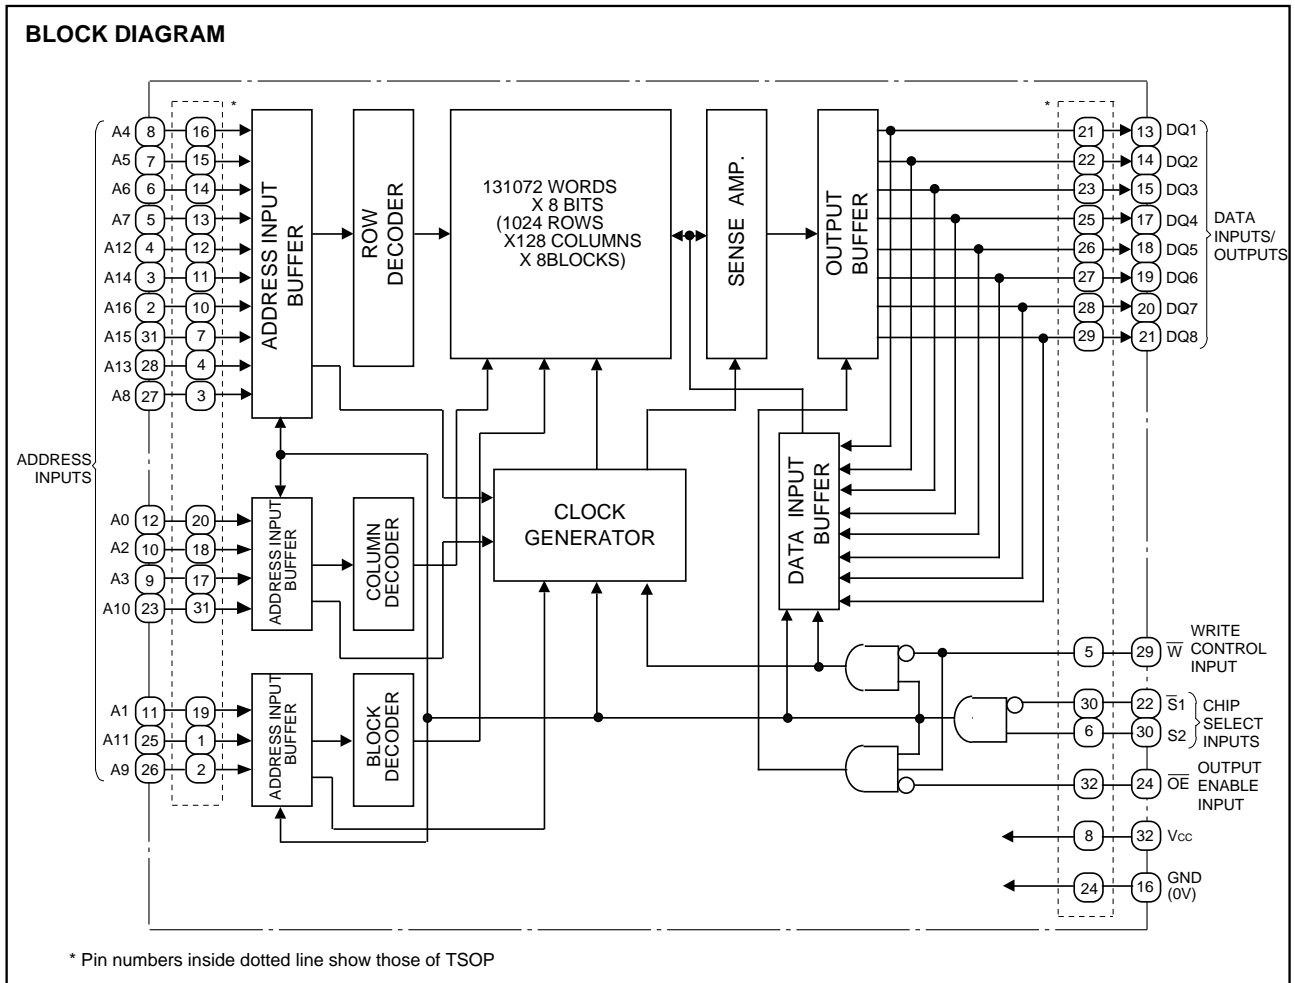 BLOCK DIAGRAM
*
*
A4 8 16
A5 7 15
A6 6 14
A7 5 13
A12 4 12
A14 3 11
A16 2 10
A15 31 7
A13 28 4
A8 27 3
ADDRESS
INPUTS
A0 12 20
A2 10 18
A3 9 17
A10 23 31
A1 11 19
A11 25 1
A9 26 2
ADDRESS INPUT
BUFFER
ROW
DECODER
131072 WORDS
X 8 BITS
(1024 ROWS
X128 COLUMNS
X 8BLOCKS)
SENSE AMP.
OUTPUT
BUFFER
21 13 DQ1
22 14 DQ2
23 15 DQ3
25 17 DQ4
26 18 DQ5
27 19 DQ6
28 20 DQ7
29 21 DQ8
DATA
INPUTS/
OUTPUTS
ADDRESS INPUT
BUFFER
COLUMN
DECODER
CLOCK
GENERATOR
DATA INPUT
BUFFER
ADDRESS INPUT
BUFFER
BLOCK
DECODER
5 29 W̅
WRITE
CONTROL
INPUT
30 22 S̅1
6 30 S2
CHIP
SELECT
INPUTS
32 24 O̅E̅
OUTPUT
ENABLE
INPUT
8 32 Vcc
24 16 GND
(0V)
* Pin numbers inside dotted line show those of TSOP